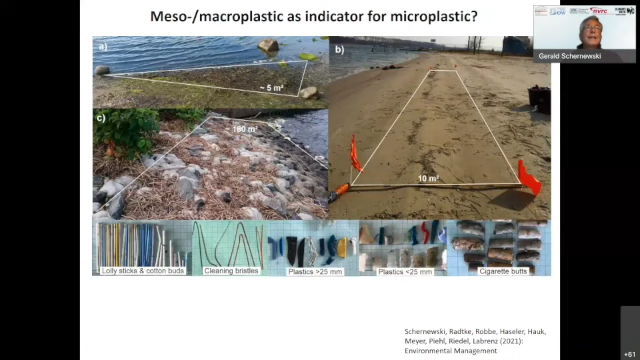 Meso-/macroplastic as indicator for microplastic?
a)
~ 5 m²
b)
10 m²
c)
~ 180 m²
Lolly sticks & cotton buds
Cleaning bristles
Plastics >25 mm
Plastics <25 mm
Cigarette butts
Schernewski, Radtke, Robbe, Haseler, Hauk,
Meyer, Piehl, Riedel, Labrenz (2021):
Environmental Management
Gerald Schernewski
+61